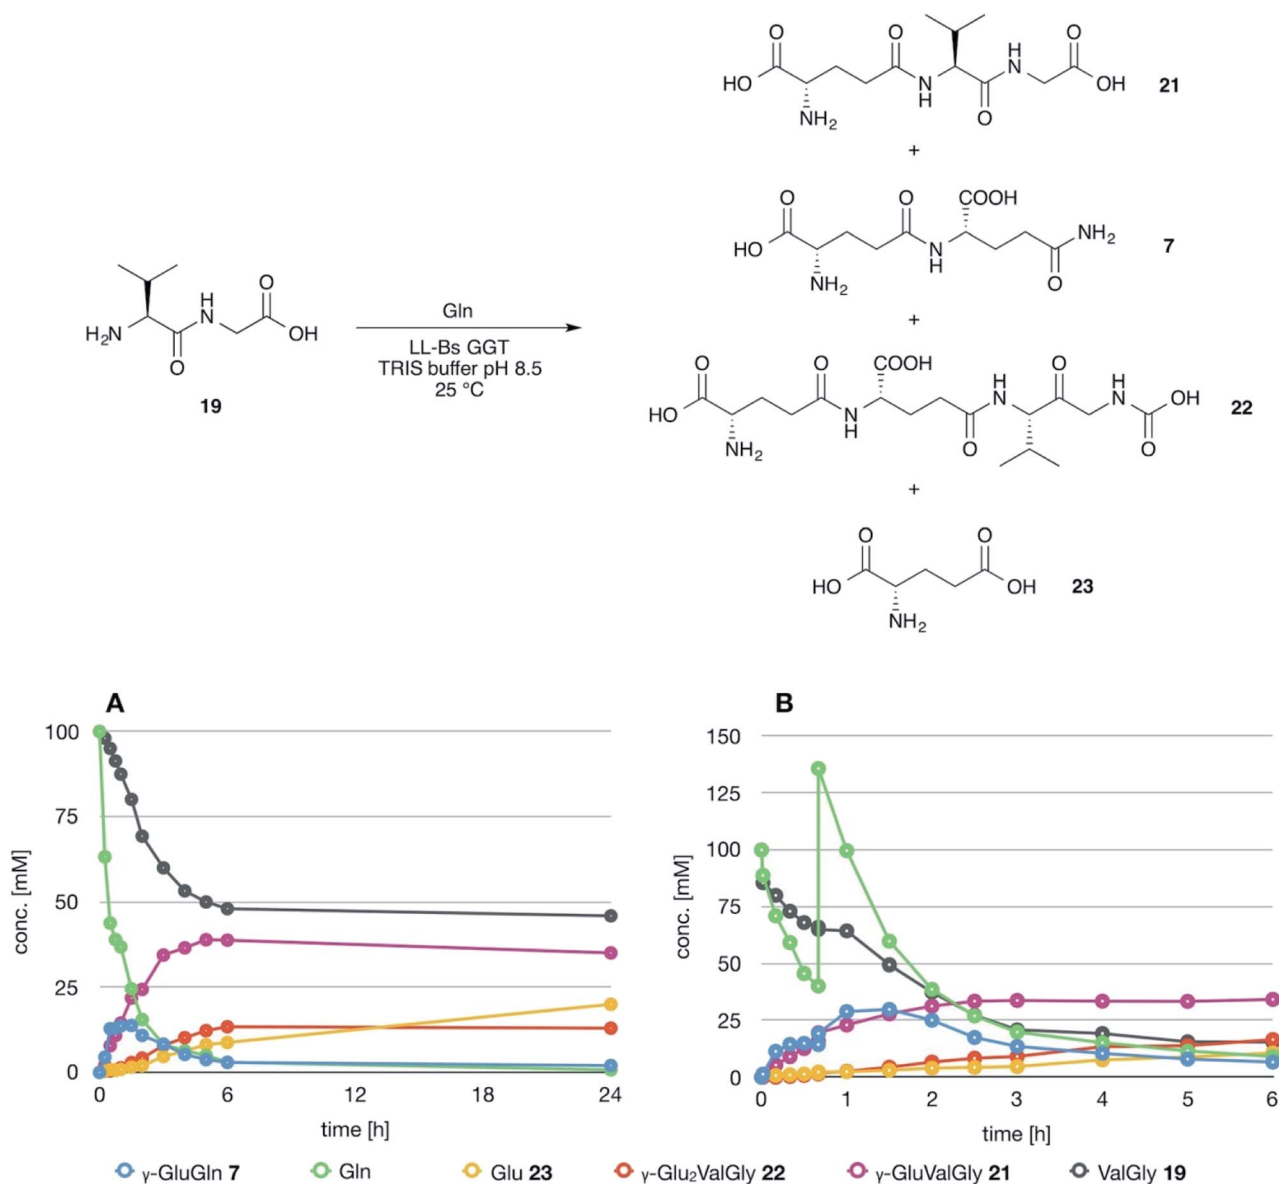 O
O
O
H
N
HO
N
H
OH
21
NH₂
O
+
O
O
COOH
HO
N
H
NH₂
7
NH₂
O
O
H
N
H₂N
OH
O
19
Gln
LL-Bs GGT
TRIS buffer pH 8.5
25 °C
+
O
O
COOH
H
N
O
H
N
OH
HO
N
H
22
NH₂
O
O
+
O
O
HO
OH
23
NH₂
A
conc. [mM]
100
75
50
25
0
0
6
12
18
24
time [h]
B
conc. [mM]
150
125
100
75
50
25
0
0
1
2
3
4
5
6
time [h]
γ-GluGln 7
Gln
Glu 23
γ-Glu₂ValGly 22
γ-GluValGly 21
ValGly 19